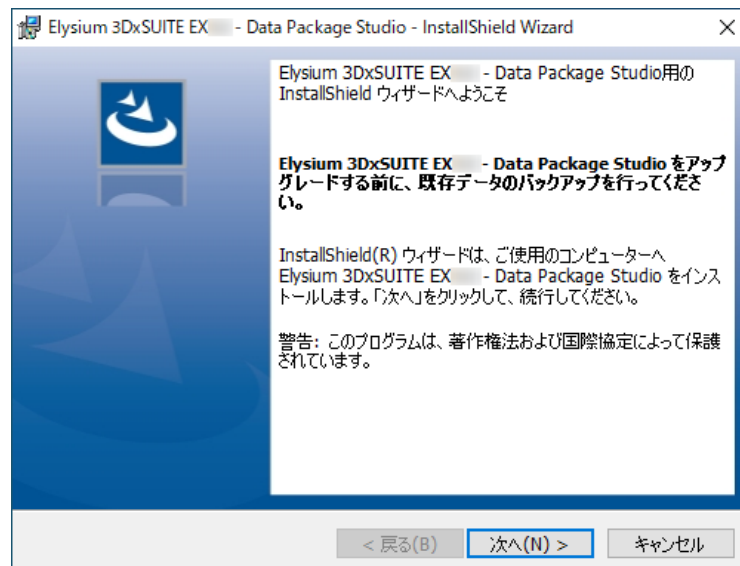 Elysium 3DxSUITE EX - Data Package Studio - InstallShield Wizard
Elysium 3DxSUITE EX - Data Package Studio用の
InstallShield ウィザードへようこそ
Elysium 3DxSUITE EX - Data Package Studio をアップ
グレードする前に、既存データのバックアップを行ってくださ
い。
InstallShield(R) ウィザードは、ご使用のコンピューターへ
Elysium 3DxSUITE EX - Data Package Studio をインス
トールします。「次へ」をクリックして、続行してください。
警告: このプログラムは、著作権法および国際協定によって保護
されています。
< 戻る(B) 次へ(N) > キャンセル